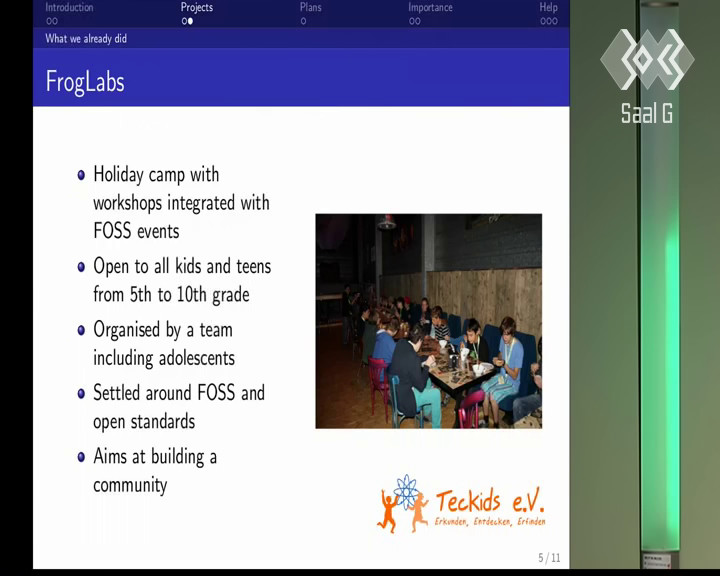 Introduction Projects Plans Importance Help
What we already did
FrogLabs
Saal G
Holiday camp with
workshops integrated with
FOSS events
Open to all kids and teens
from 5th to 10th grade
Organised by a team
including adolescents
Settled around FOSS and
open standards
Aims at building a
community
Teckids e.V.
Erkunden, Entdecken, Erfinden
5 / 11